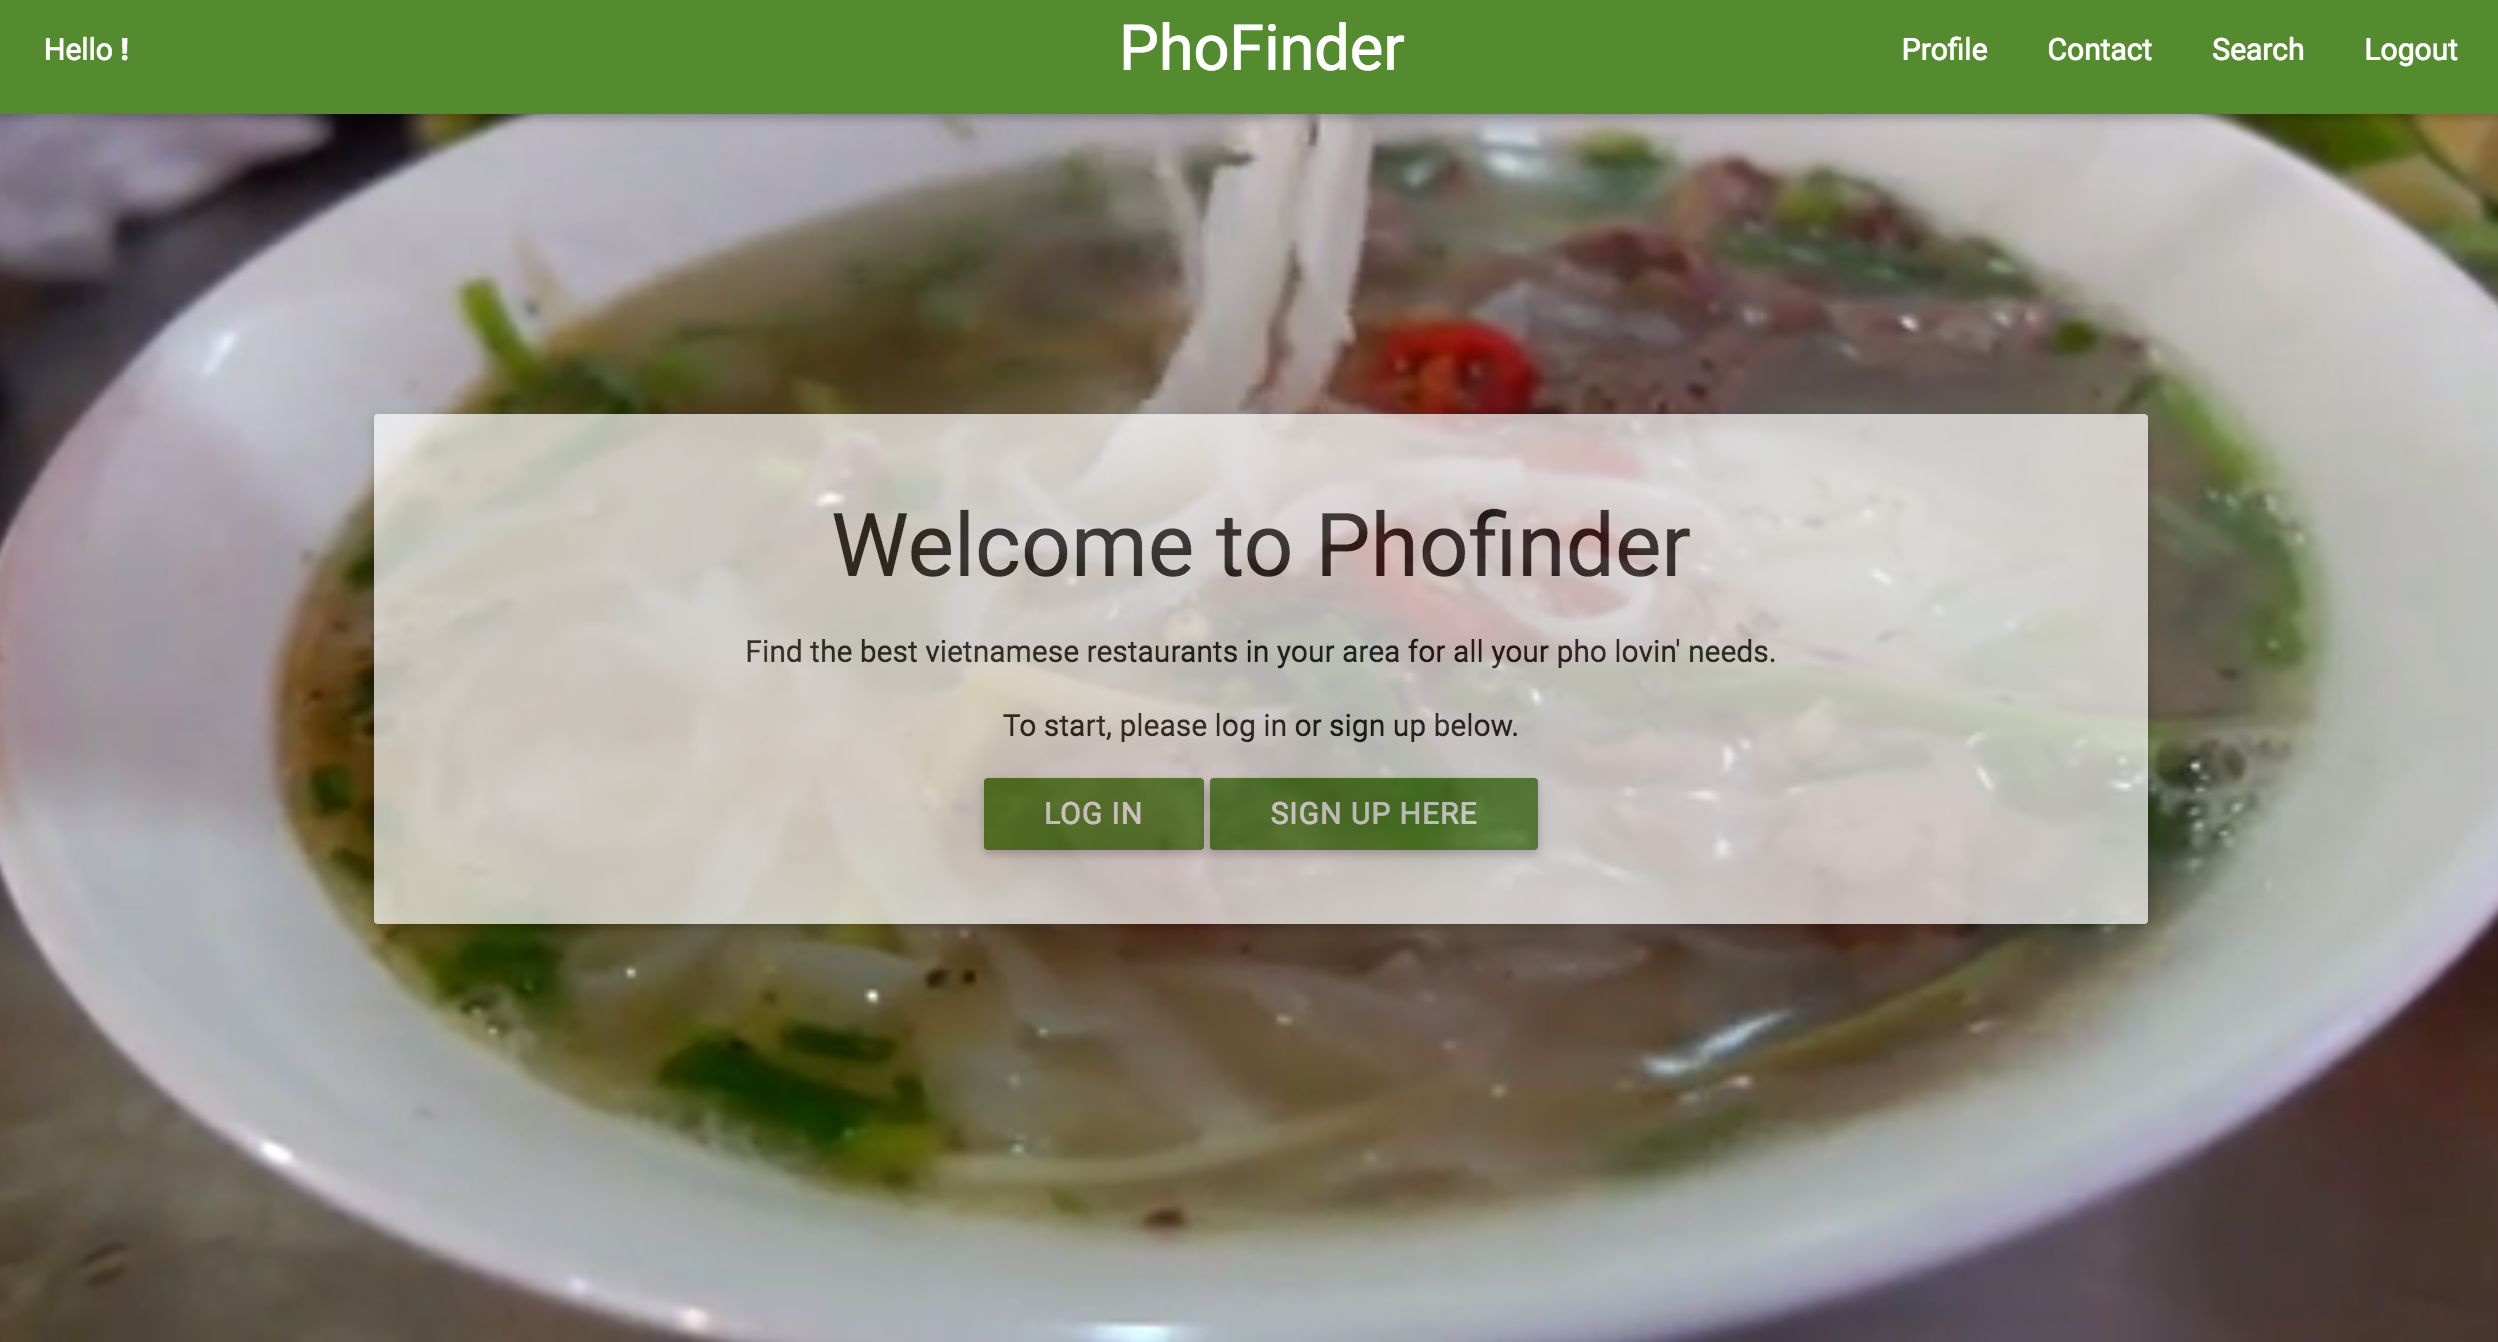 Hello !
PhoFinder
Profile Contact Search Logout
Welcome to Phofinder
Find the best vietnamese restaurants in your area for all your pho lovin' needs.
To start, please log in or sign up below.
LOG IN SIGN UP HERE